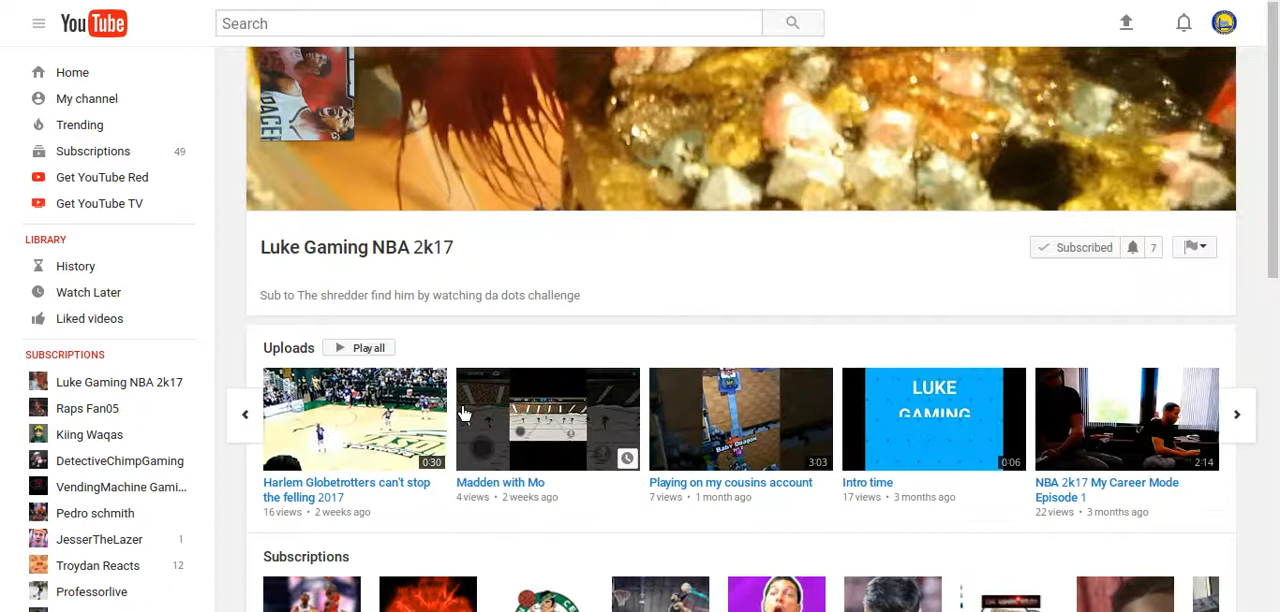 YouTube
Search
Home
My channel
Trending
Subscriptions 49
Get YouTube Red
Get YouTube TV
LIBRARY
History
Watch Later
Liked videos
SUBSCRIPTIONS
Luke Gaming NBA 2k17
Raps Fan05
Kiing Waqas
DetectiveChimpGaming
VendingMachine Gami...
Pedro schmith
JesserTheLazer 1
Troydan Reacts 12
Professorlive
Luke Gaming NBA 2k17
Subscribed 7
Sub to The shredder find him by watching da dots challenge
Uploads Play all
0:30
Harlem Globetrotters can't stop
the felling 2017
16 views • 2 weeks ago
Madden with Mo
4 views • 2 weeks ago
Baby Dragon
3:03
Playing on my cousins account
7 views • 1 month ago
LUKE
GAMING
0:06
Intro time
17 views • 3 months ago
2:14
NBA 2k17 My Career Mode
Episode 1
22 views • 3 months ago
Subscriptions